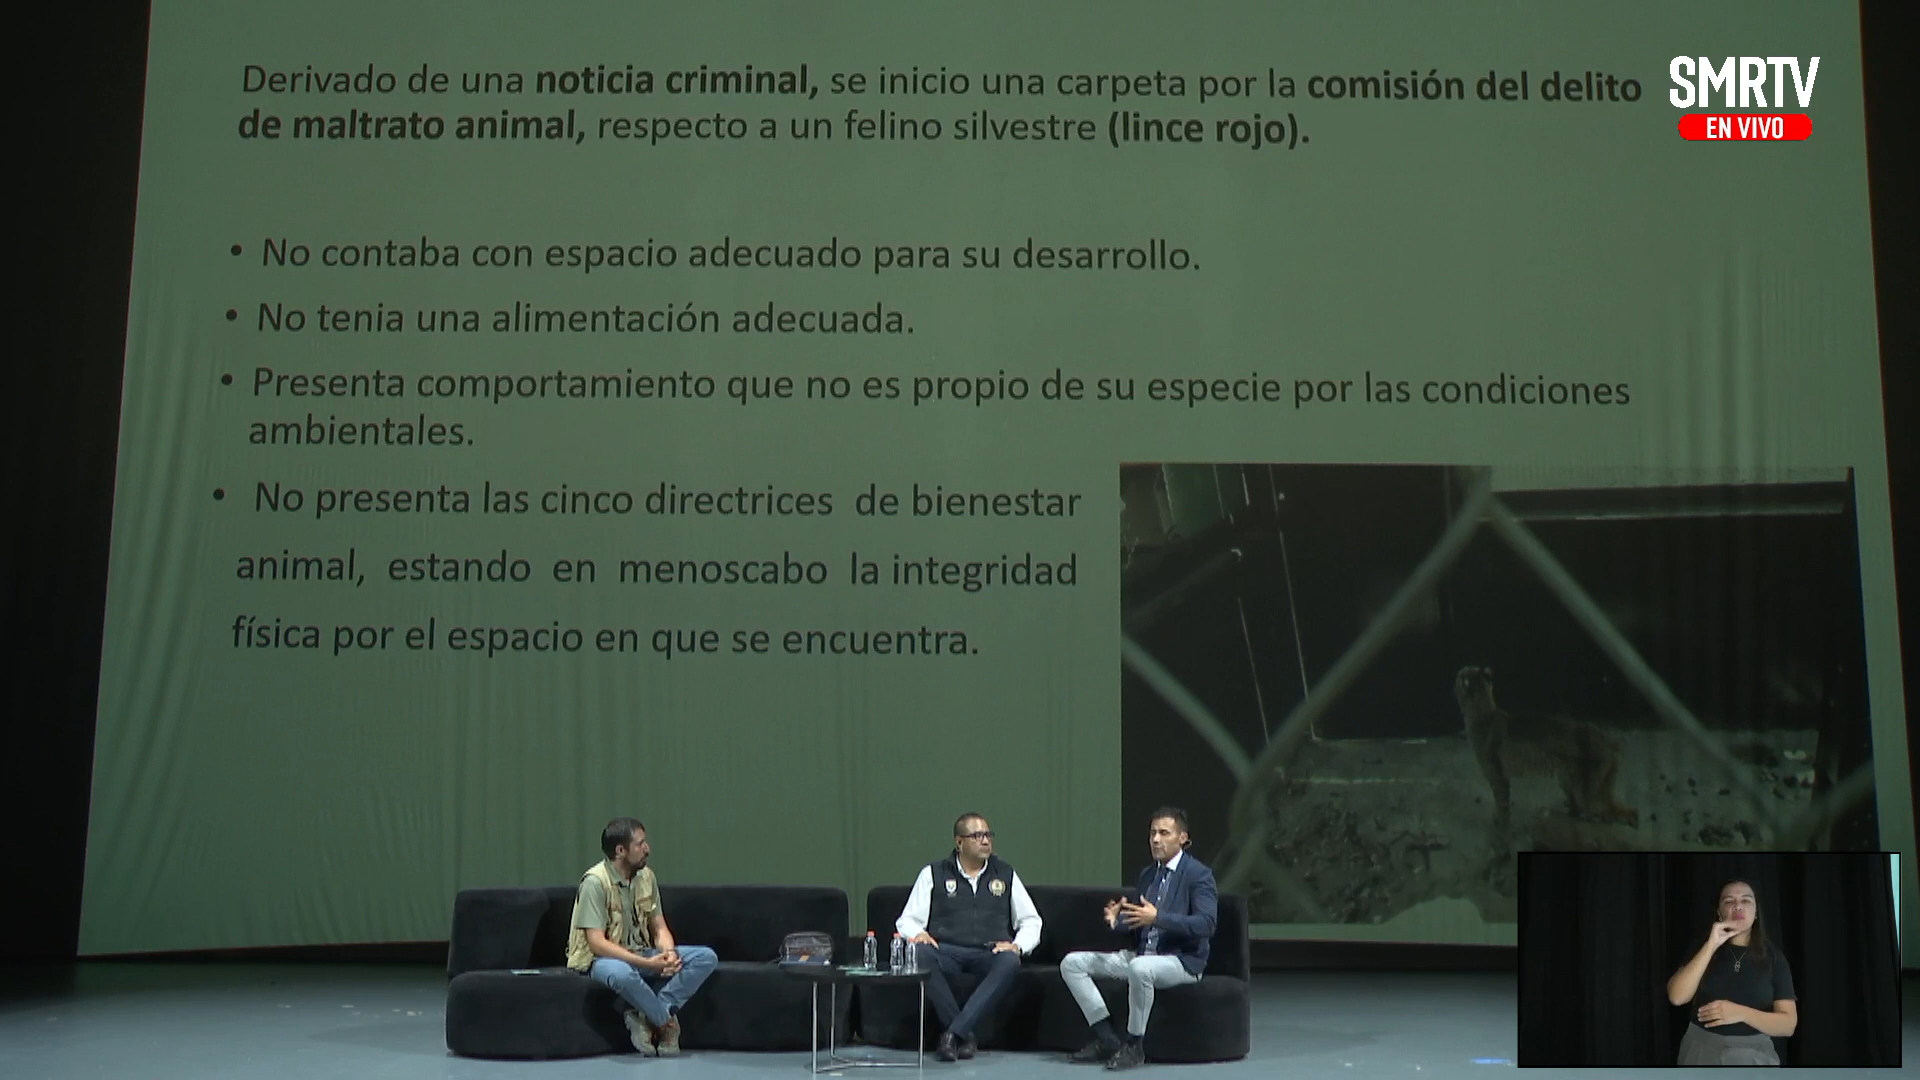 Derivado de una noticia criminal, se inicio una carpeta por la comisión del delito
de maltrato animal, respecto a un felino silvestre (lince rojo).
• No contaba con espacio adecuado para su desarrollo.
• No tenia una alimentación adecuada.
• Presenta comportamiento que no es propio de su especie por las condiciones
ambientales.
• No presenta las cinco directrices de bienestar
animal, estando en menoscabo la integridad
física por el espacio en que se encuentra.
SMRTV
EN VIVO